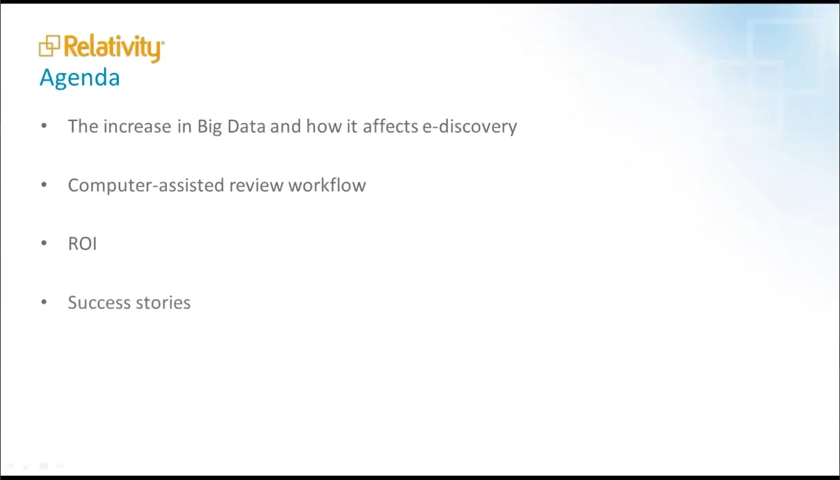 Relativity
Agenda
• The increase in Big Data and how it affects e-discovery
• Computer-assisted review workflow
• ROI
• Success stories